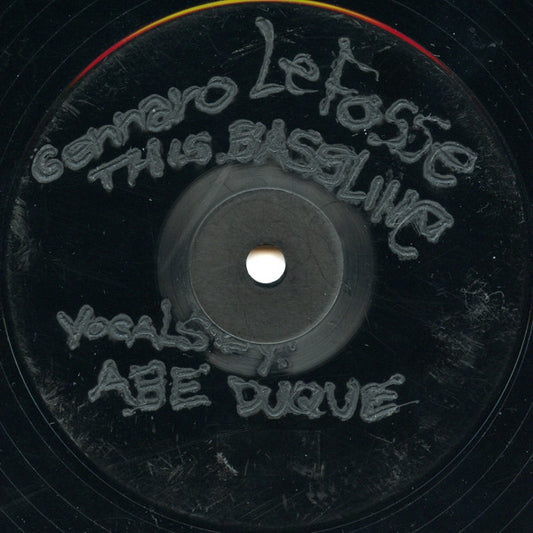 Gennaro Le Fosse
THIS BASSLINE
VOCALS BY:
ABE DUQUE